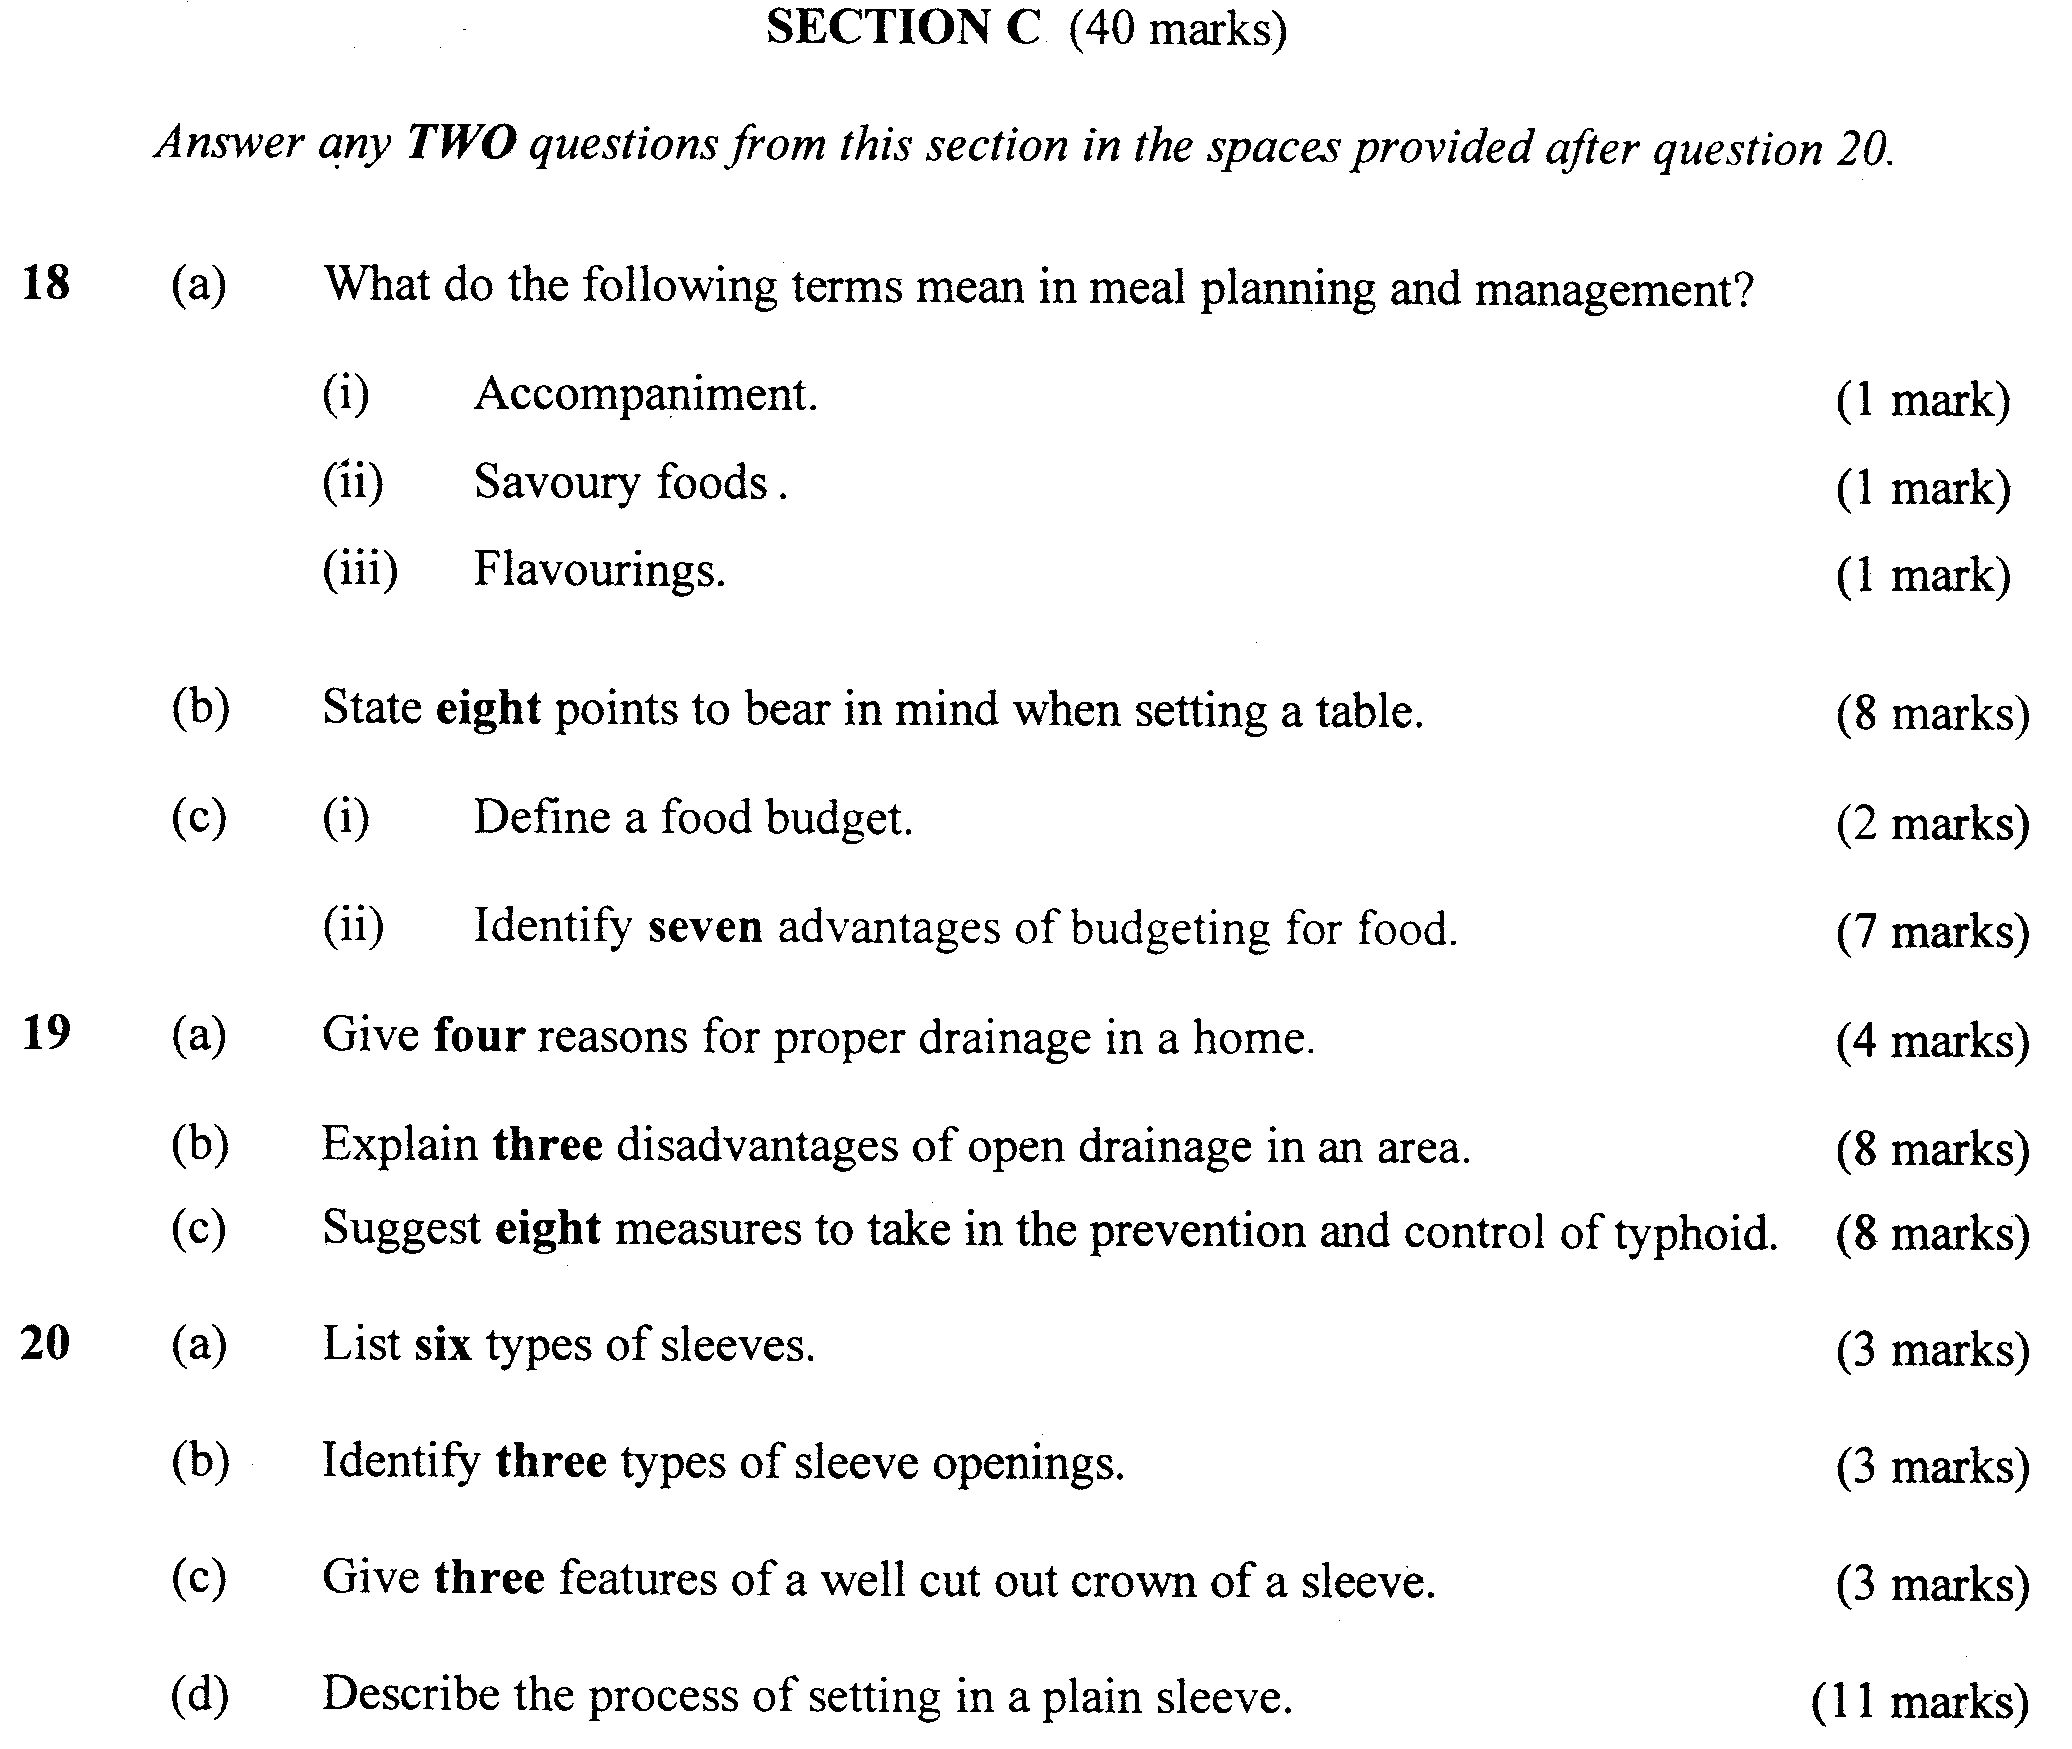 SECTION C (40 marks)
Answer any TWO questions from this section in the spaces provided after question 20.
18 (a) What do the following terms mean in meal planning and management?
(i) Accompaniment. (1 mark)
(ii) Savoury foods . (1 mark)
(iii) Flavourings. (1 mark)
(b) State eight points to bear in mind when setting a table. (8 marks)
(c) (i) Define a food budget. (2 marks)
(ii) Identify seven advantages of budgeting for food. (7 marks)
19 (a) Give four reasons for proper drainage in a home. (4 marks)
(b) Explain three disadvantages of open drainage in an area. (8 marks)
(c) Suggest eight measures to take in the prevention and control of typhoid. (8 marks)
20 (a) List six types of sleeves. (3 marks)
(b) Identify three types of sleeve openings. (3 marks)
(c) Give three features of a well cut out crown of a sleeve. (3 marks)
(d) Describe the process of setting in a plain sleeve. (11 marks)